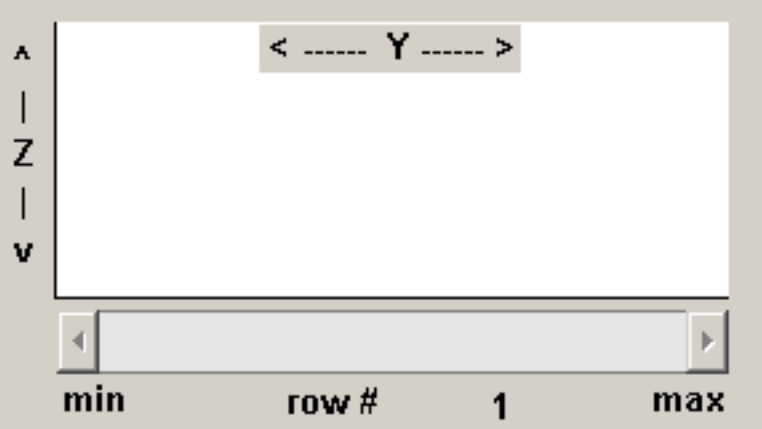 < ------ Y ------ >
^
|
Z
|
v
min row # 1 max